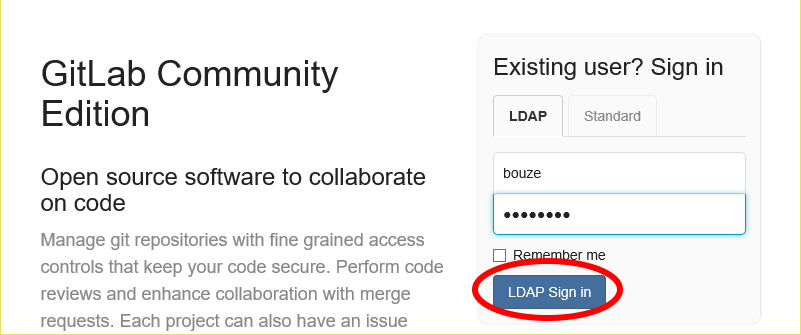 GitLab Community
Edition
Open source software to collaborate
on code
Manage git repositories with fine grained access
controls that keep your code secure. Perform code
reviews and enhance collaboration with merge
requests. Each project can also have an issue
Existing user? Sign in
LDAP
Standard
bouze
••••••••
Remember me
LDAP Sign in